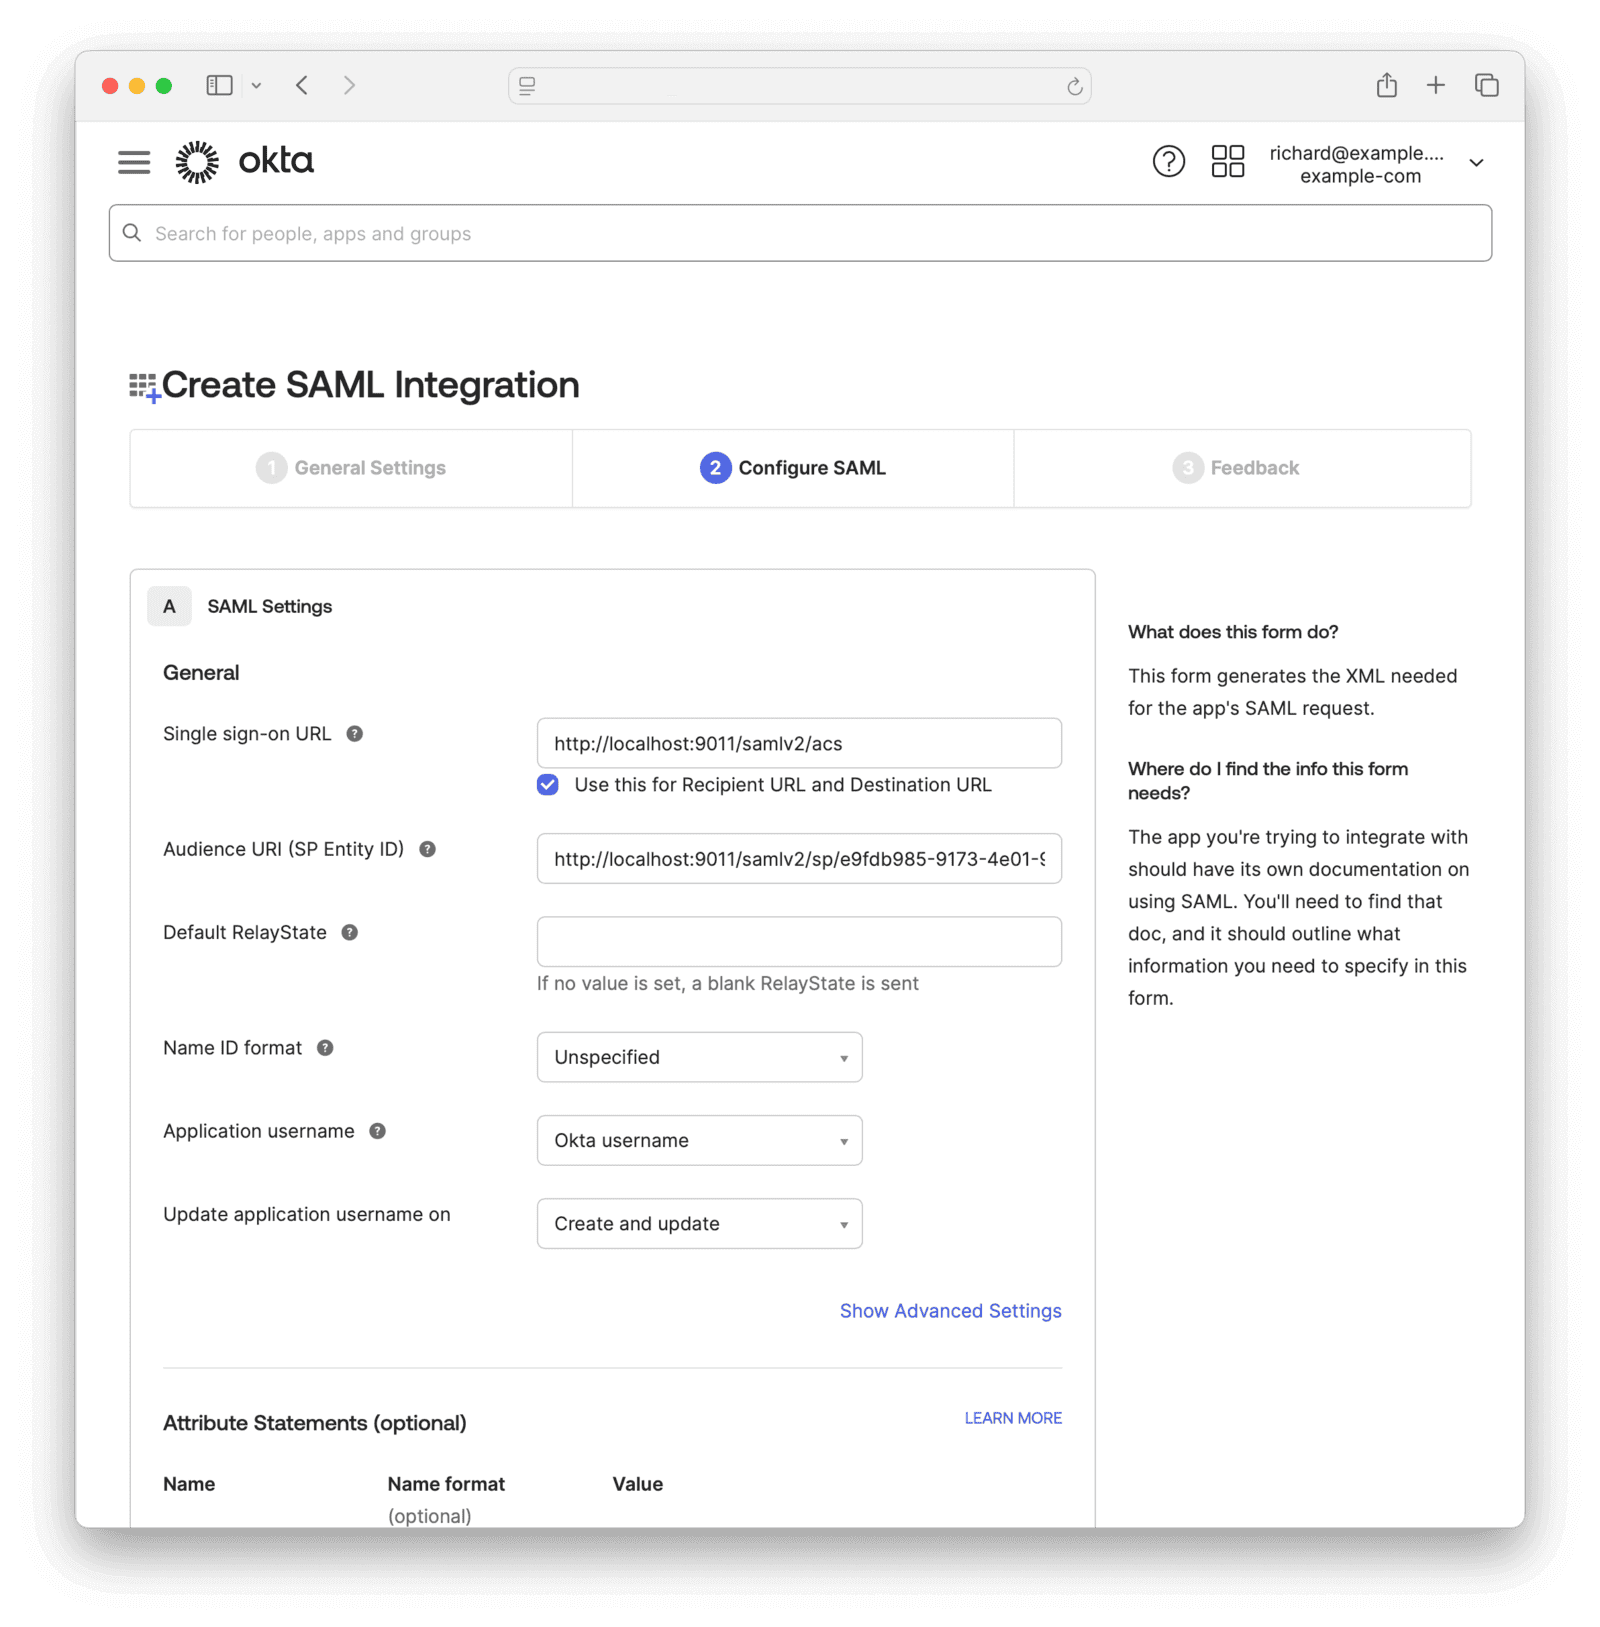 okta
richard@example....
example-com
Search for people, apps and groups
Create SAML Integration
1 General Settings
2 Configure SAML
3 Feedback
A SAML Settings
General
Single sign-on URL ?
http://localhost:9011/samlv2/acs
Use this for Recipient URL and Destination URL
Audience URI (SP Entity ID) ?
http://localhost:9011/samlv2/sp/e9fdb985-9173-4e01-9
Default RelayState ?
If no value is set, a blank RelayState is sent
Name ID format ?
Unspecified
Application username ?
Okta username
Update application username on
Create and update
Show Advanced Settings
Attribute Statements (optional)
LEARN MORE
Name
Name format
(optional)
Value
What does this form do?
This form generates the XML needed
for the app's SAML request.
Where do I find the info this form
needs?
The app you're trying to integrate with
should have its own documentation on
using SAML. You'll need to find that
doc, and it should outline what
information you need to specify in this
form.